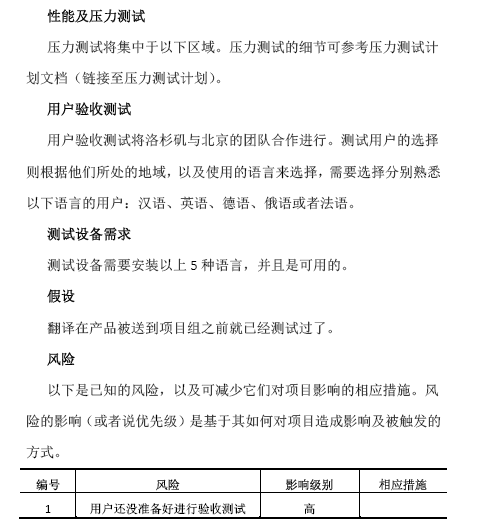 性能及压力测试
压力测试将集中于以下区域。压力测试的细节可参考压力测试计
划文档（链接至压力测试计划）。
用户验收测试
用户验收测试将洛杉矶与北京的团队合作进行。测试用户的选择
则根据他们所处的地域，以及使用的语言来选择，需要选择分别熟悉
以下语言的用户：汉语、英语、德语、俄语或者法语。
测试设备需求
测试设备需要安装以上 5 种语言，并且是可用的。
假设
翻译在产品被送到项目组之前就已经测试过了。
风险
以下是已知的风险，以及可减少它们对项目影响的相应措施。风
险的影响（或者说优先级）是基于其如何对项目造成影响及被触发的
方式。
编号 风险 影响级别 相应措施
1 用户还没准备好进行验收测试 高